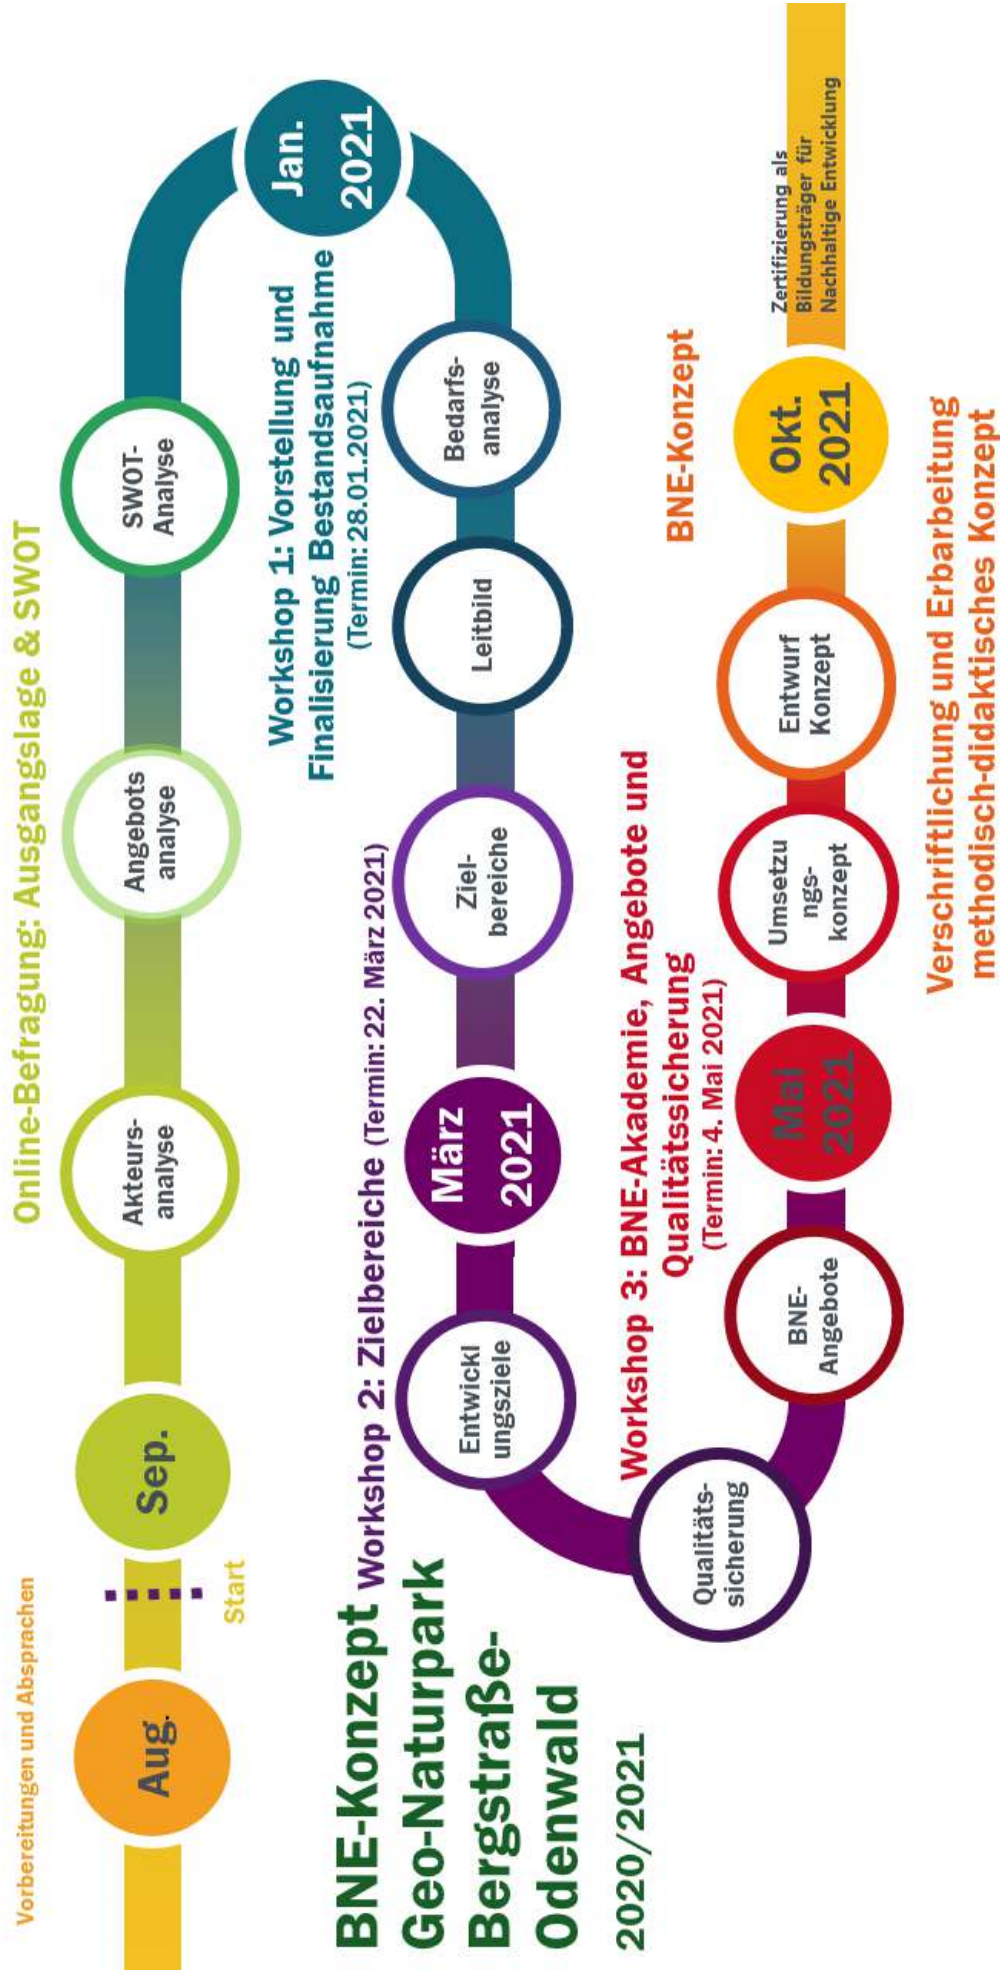 Vorbereitungen und Absprachen
Online-Befragung: Ausgangslage & SWOT
Aug.
Start
Sep.
Akteurs-
analyse
Angebots
analyse
SWOT-
Analyse
Jan.
2021
Workshop 1: Vorstellung und
Finalisierung Bestandsaufnahme
(Termin: 28.01.2021)
Bedarfs-
analyse
Leitbild
Ziel-
bereiche
März
2021
Workshop 2: Zielbereiche (Termin: 22. März 2021)
Entwickl
ungsziele
BNE-Konzept
Geo-Naturpark
Bergstraße-
Odenwald
2020/2021
Qualitäts-
sicherung
Workshop 3: BNE-Akademie, Angebote und
Qualitätssicherung
(Termin: 4. Mai 2021)
BNE-
Angebote
Mai
2021
Umsetzu
ngs-
konzept
Entwurf
Konzept
BNE-Konzept
Okt.
2021
Zertifizierung als
Bildungsträger für
Nachhaltige Entwicklung
Verschriftlichung und Erbarbeitung
methodisch-didaktisches Konzept